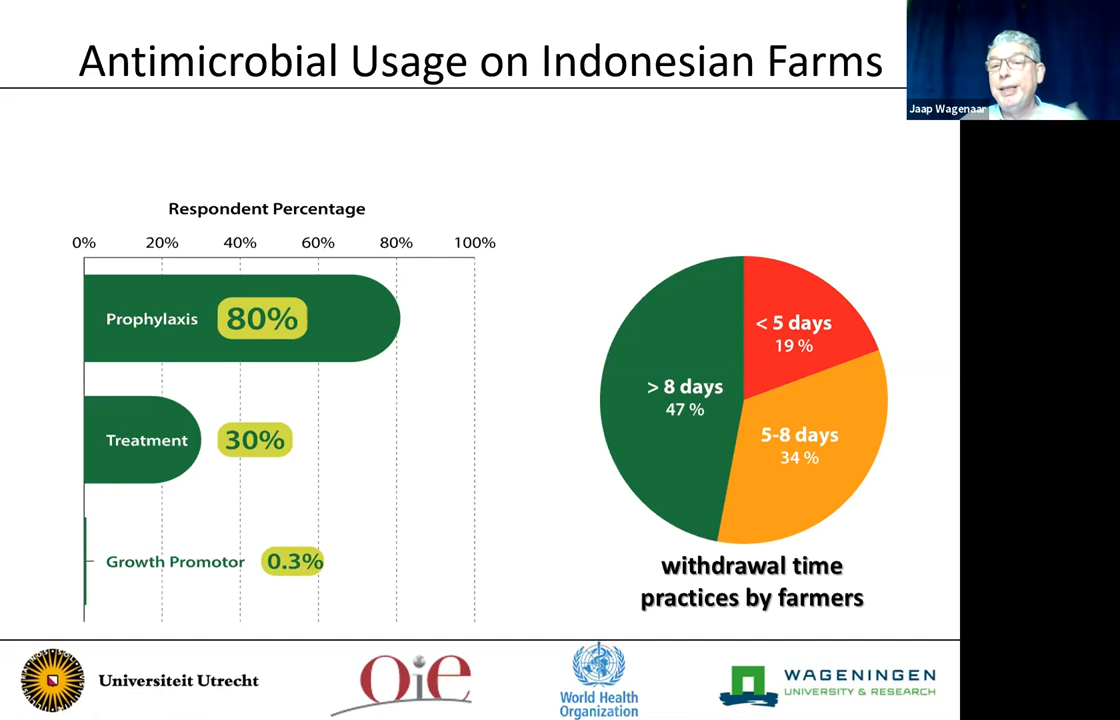 Antimicrobial Usage on Indonesian Farms
Jaap Wagenaar
Respondent Percentage
0% 20% 40% 60% 80% 100%
Prophylaxis 80%
Treatment 30%
Growth Promotor 0.3%
< 5 days
19 %
> 8 days
47 %
5-8 days
34 %
withdrawal time
practices by farmers
Universiteit Utrecht
OiE
World Health
Organization
WAGENINGEN
UNIVERSITY & RESEARCH